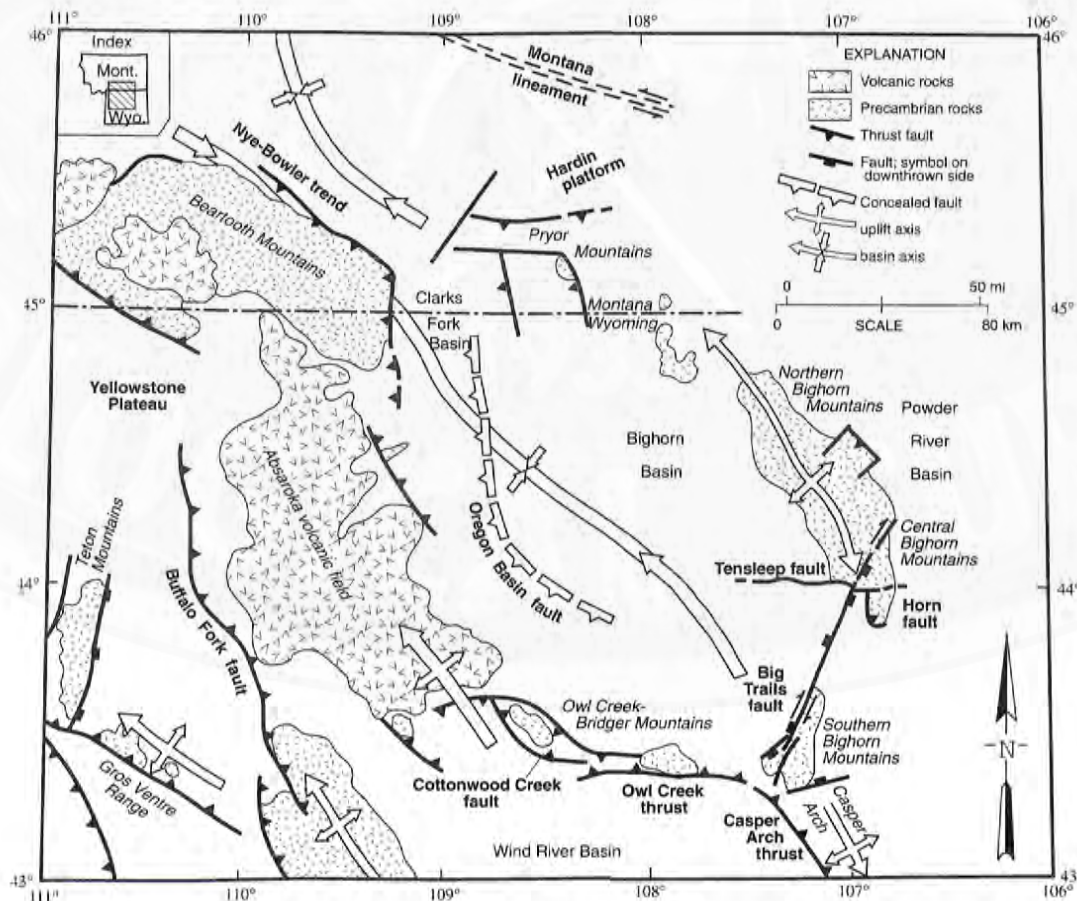 111°
110°
109°
108°
107°
106°
46°
46°
Index
Mont.
Wyo.
Montana
lineament
EXPLANATION
Volcanic rocks
Precambrian rocks
Thrust fault
Fault; symbol on
downthrown side
Concealed fault
uplift axis
basin axis
0
50 mi
0
SCALE
80 km
Nye-Bowler trend
Hardin
platform
Beartooth Mountains
Pryor
Mountains
45°
Clarks
Fork
Basin
Montana
Wyoming
45°
Yellowstone
Plateau
Northern
Bighorn
Mountains
Powder
River
Basin
Bighorn
Basin
Absaroka volcanic field
Oregon
Basin fault
Central
Bighorn
Mountains
Teton
Mountains
Tensleep fault
44°
44°
Horn
fault
Buffalo Fork fault
Big
Trails
fault
Owl Creek-
Bridger Mountains
Southern
Bighorn
Mountains
N
Gros Ventre
Range
Cottonwood Creek
fault
Owl Creek
thrust
Casper
Arch
thrust
Casper
Arch
Wind River Basin
43°
43
111°
110°
109°
108°
107°
106°